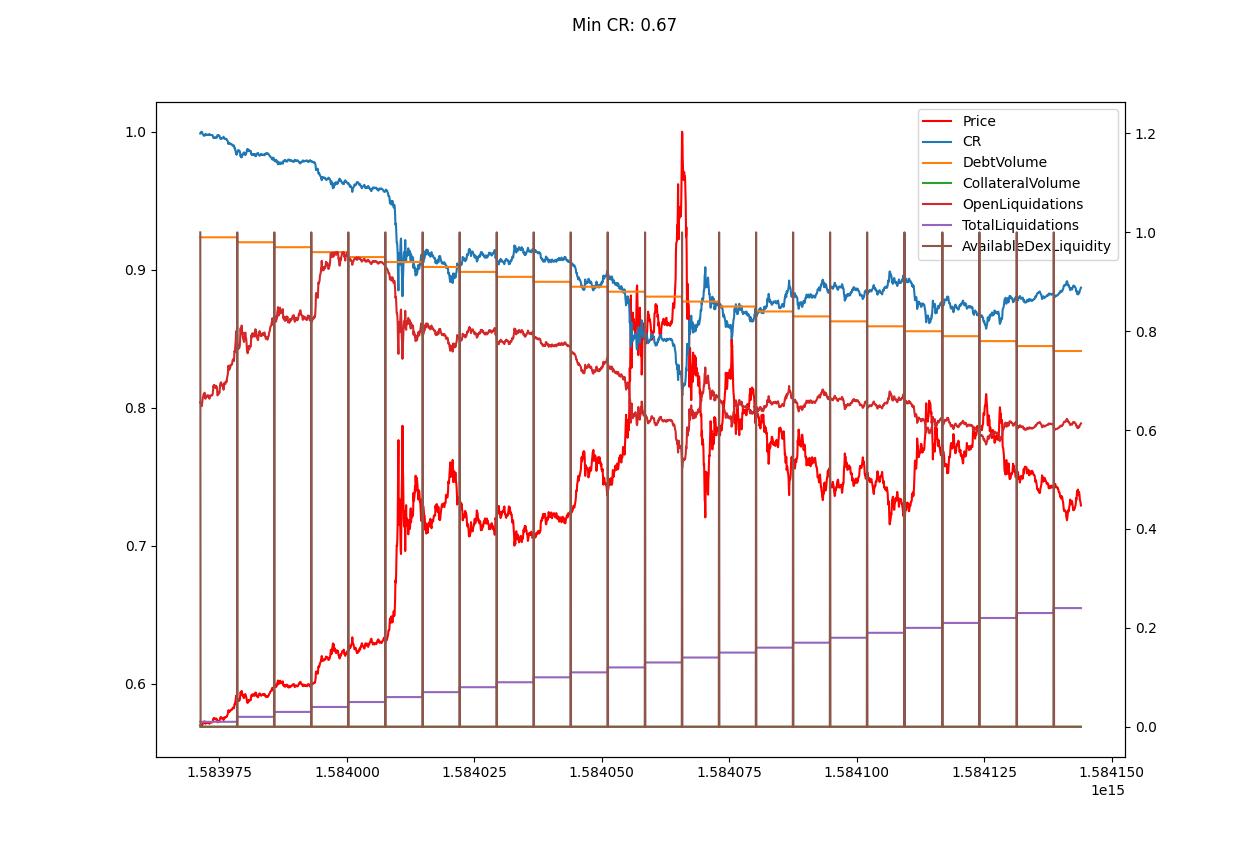 Min CR: 0.67
1.0
0.9
0.8
0.7
0.6
Price
CR
DebtVolume
CollateralVolume
OpenLiquidations
TotalLiquidations
AvailableDexLiquidity
1.2
1.0
0.8
0.6
0.4
0.2
0.0
1.583975 1.584000 1.584025 1.584050 1.584075 1.584100 1.584125 1.584150
1e15